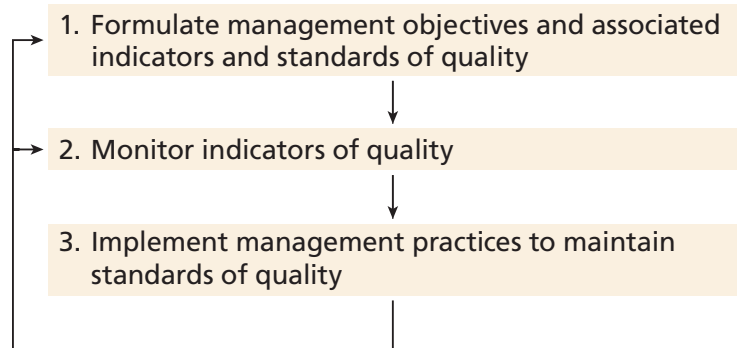 1. Formulate management objectives and associated
indicators and standards of quality
2. Monitor indicators of quality
3. Implement management practices to maintain
standards of quality